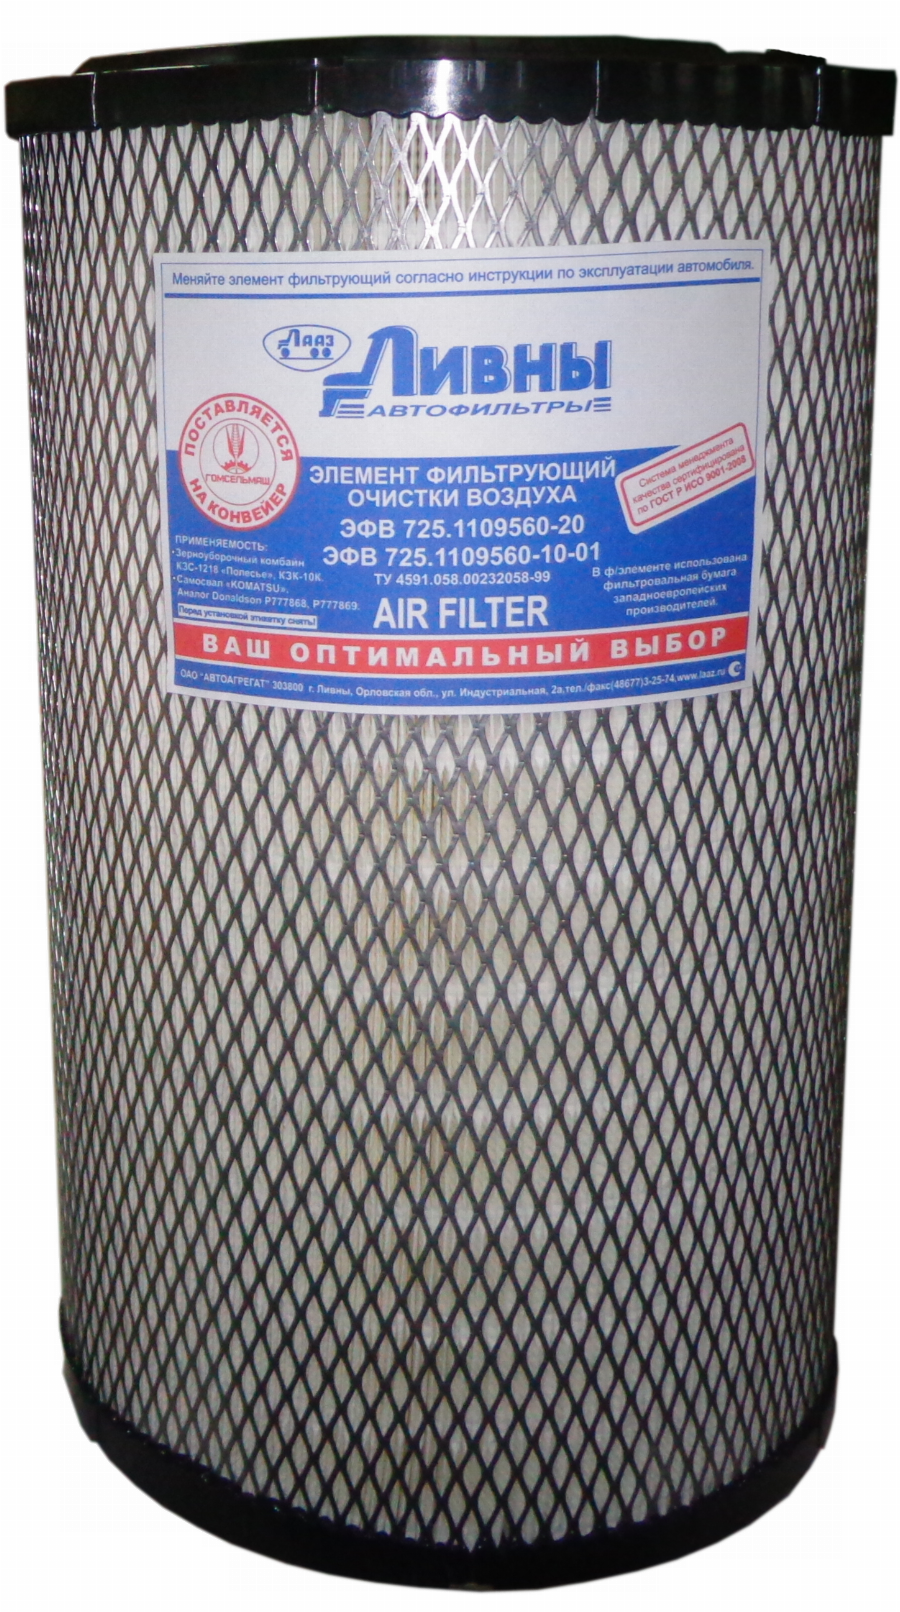 Меняйте элемент фильтрующий согласно инструкции по эксплуатации автомобиля.
ЛААЗ
ЛИВНЫ
АВТОФИЛЬТРЫ
ПОСТАВЛЯЕТСЯ
ГОМСЕЛЬМАШ
НА КОНВЕЙЕР
Система менеджмента
качества сертифицирована
по ГОСТ Р ИСО 9001-2008
ЭЛЕМЕНТ ФИЛЬТРУЮЩИЙ
ОЧИСТКИ ВОЗДУХА
ЭФВ 725.1109560-20
ЭФВ 725.1109560-10-01
ТУ 4591.058.00232058-99
AIR FILTER
ПРИМЕНЯЕМОСТЬ:
•Зерноуборочный комбайн
КЗС-1218 «Полесье», КЗК-10К.
•Самосвал «KOMATSU».
Аналог Donaldson P777868, P777869.
Перед установкой этикетку снять!
В ф/элементе использована
фильтровальная бумага
западноевропейских
производителей.
ВАШ ОПТИМАЛЬНЫЙ ВЫБОР
ОАО "АВТОАГРЕГАТ" 303800 г. Ливны, Орловская обл., ул. Индустриальная, 2а.тел./факс(48677)3-25-74,www.laaz.ru